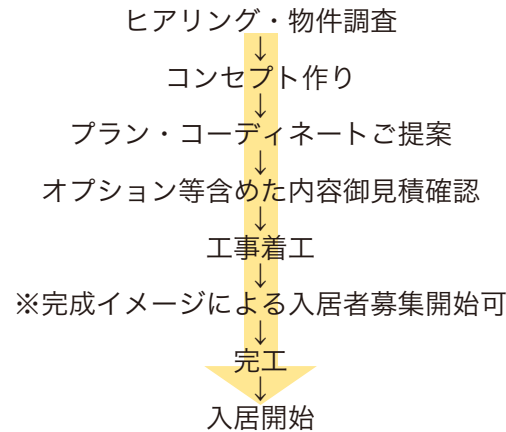 ヒアリング・物件調査
↓
コンセプト作り
↓
プラン・コーディネートご提案
↓
オプション等含めた内容御見積確認
↓
工事着工
↓
※完成イメージによる入居者募集開始可
↓
完工
↓
入居開始